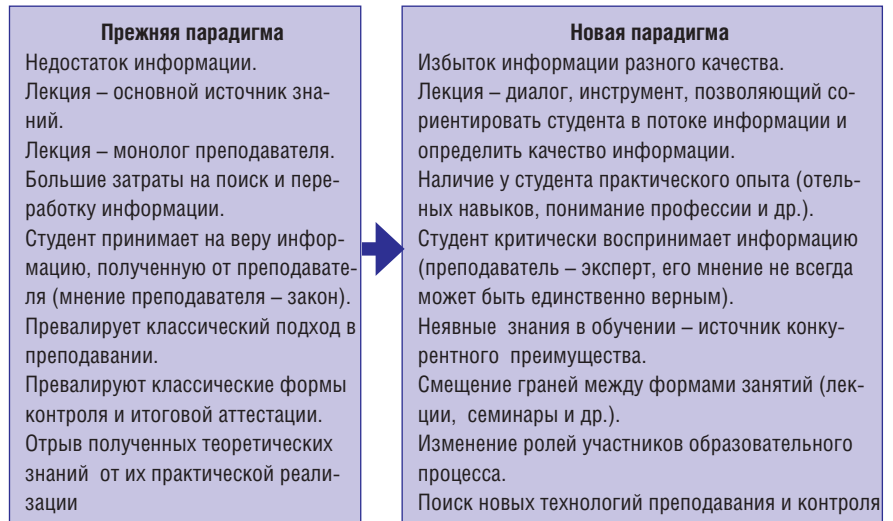 Прежняя парадигма
Недостаток информации.
Лекция – основной источник зна-
ний.
Лекция – монолог преподавателя.
Большие затраты на поиск и пере-
работку информации.
Студент принимает на веру инфор-
мацию, полученную от преподавате-
ля (мнение преподавателя – закон).
Превалирует классический подход в
преподавании.
Превалируют классические формы
контроля и итоговой аттестации.
Отрыв полученных теоретических
знаний от их практической реали-
зации
Новая парадигма
Избыток информации разного качества.
Лекция – диалог, инструмент, позволяющий со-
риентировать студента в потоке информации и
определить качество информации.
Наличие у студента практического опыта (отель-
ных навыков, понимание профессии и др.).
Студент критически воспринимает информацию
(преподаватель – эксперт, его мнение не всегда
может быть единственно верным).
Неявные знания в обучении – источник конку-
рентного преимущества.
Смещение граней между формами занятий (лек-
ции, семинары и др.).
Изменение ролей участников образовательного
процесса.
Поиск новых технологий преподавания и контроля